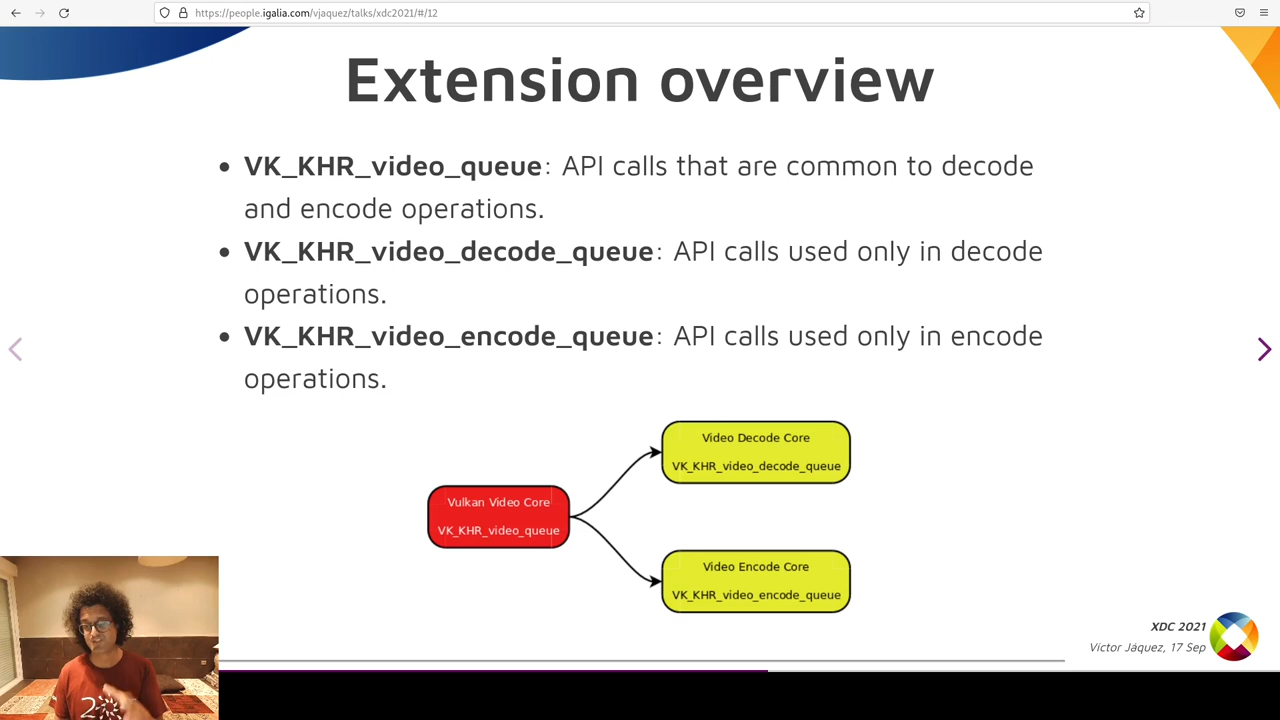 https://people.igalia.com/vjaquez/talks/xdc2021/#/12
Extension overview
VK_KHR_video_queue: API calls that are common to decode
and encode operations.
VK_KHR_video_decode_queue: API calls used only in decode
operations.
VK_KHR_video_encode_queue: API calls used only in encode
operations.
Video Decode Core
VK_KHR_video_decode_queue
Vulkan Video Core
VK_KHR_video_queue
Video Encode Core
VK_KHR_video_encode_queue
XDC 2021
Víctor Jáquez, 17 Sep
20